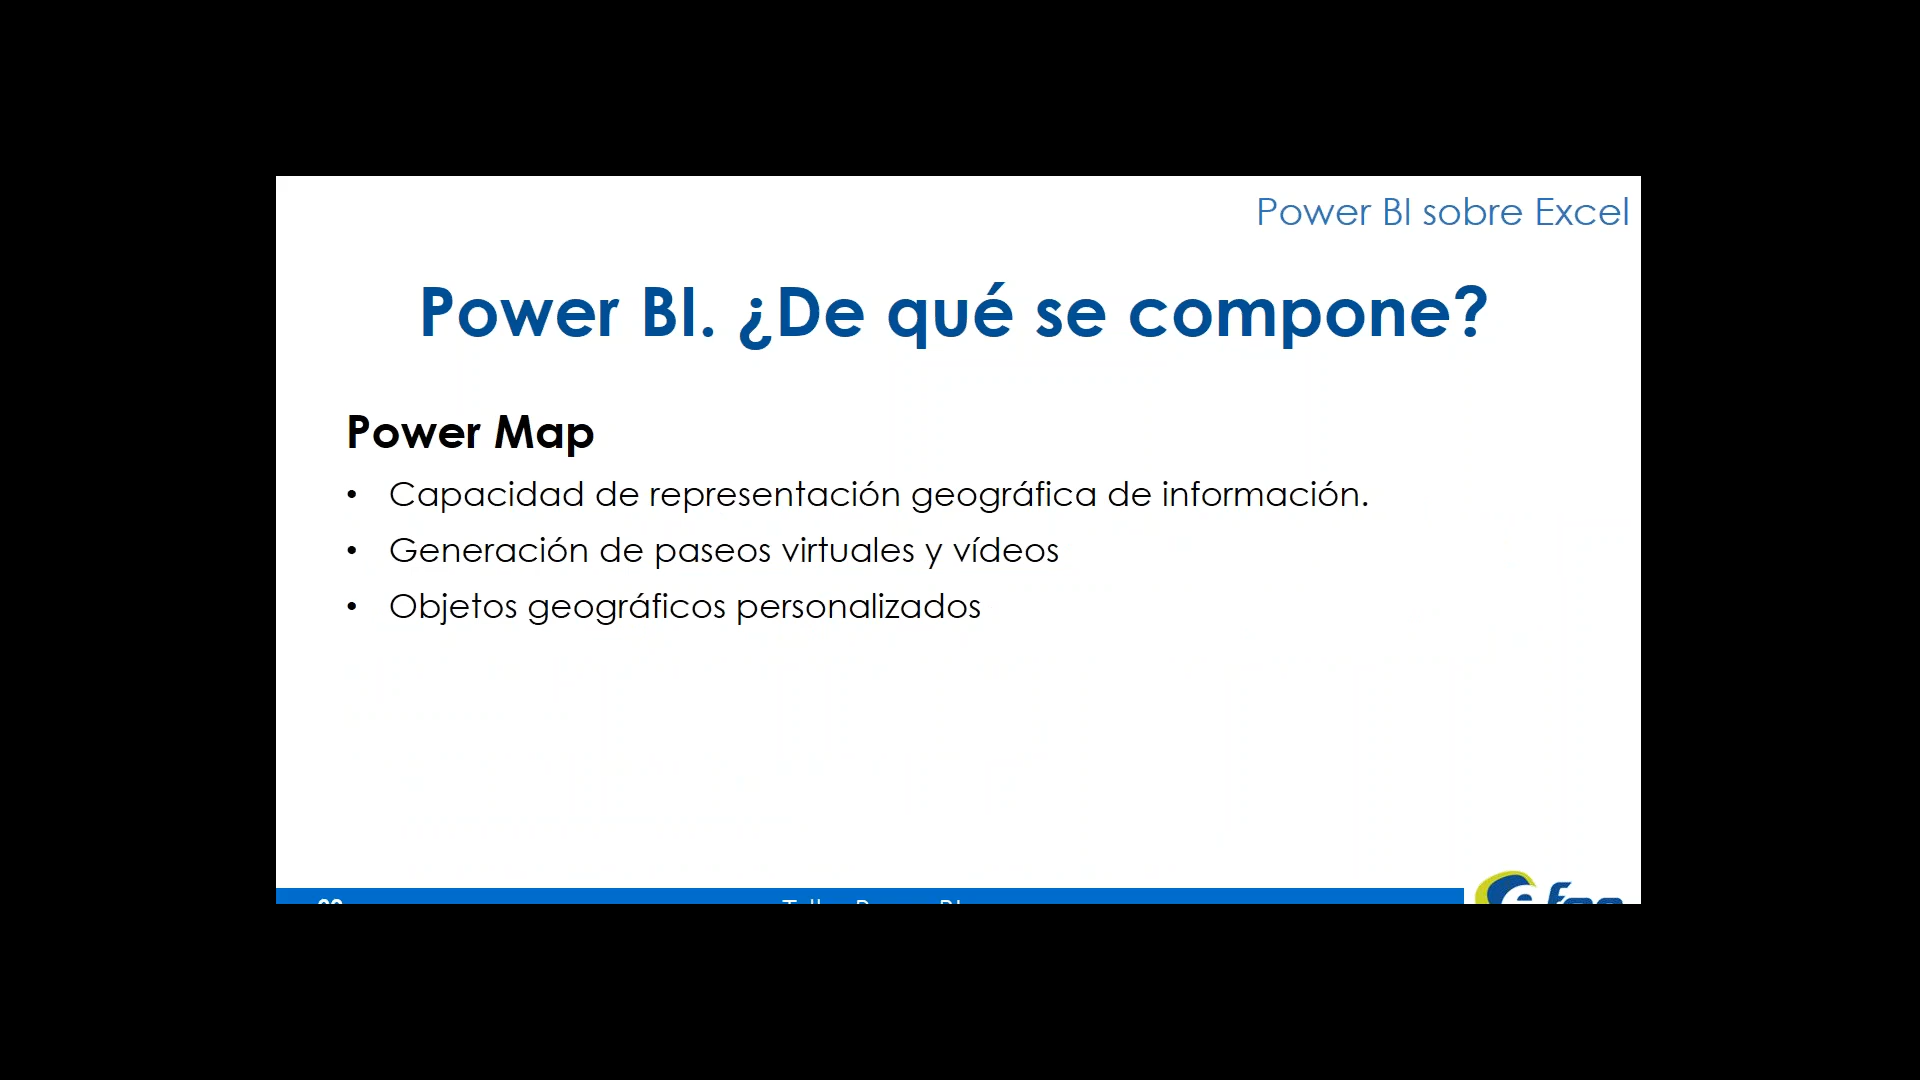 Power BI sobre Excel
Power BI. ¿De qué se compone?
Power Map
• Capacidad de representación geográfica de información.
• Generación de paseos virtuales y vídeos
• Objetos geográficos personalizados